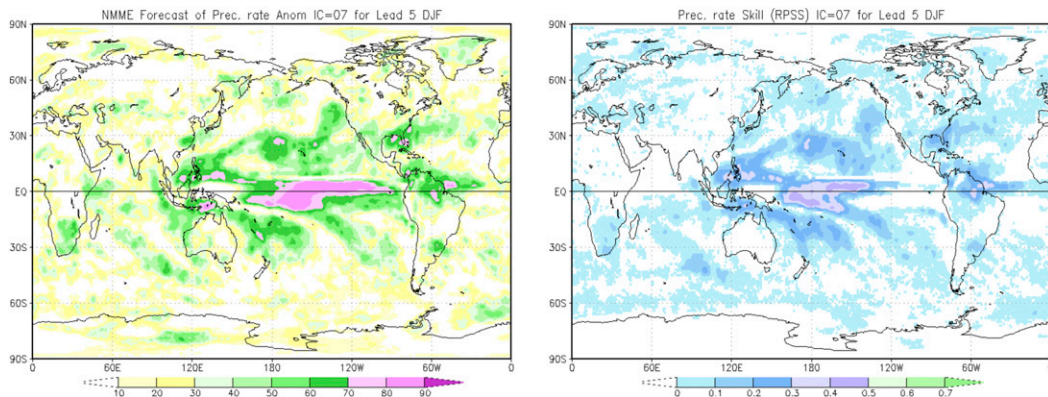 NMME Forecast of Prec. rate Anom IC=07 for Lead 5 DJF
90N
60N
30N
EQ
30S
60S
90S
0 60E 120E 180 120W 60W 0
10 20 30 40 50 60 70 80 90
Prec. rate Skill (RPSS) IC=07 for Lead 5 DJF
90N
60N
30N
EQ
30S
60S
90S
0 60E 120E 180 120W 60W 0
0 0.1 0.2 0.3 0.4 0.5 0.6 0.7